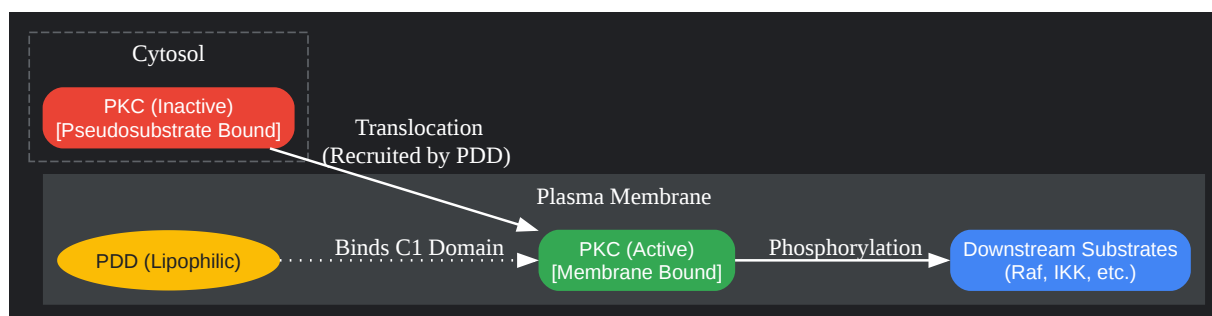 Cytosol
PKC (Inactive)
[Pseudosubstrate Bound]
Translocation
(Recruited by PDD)
Plasma Membrane
PDD (Lipophilic)
Binds C1 Domain
PKC (Active)
[Membrane Bound]
Phosphorylation
Downstream Substrates
(Raf, IKK, etc.)